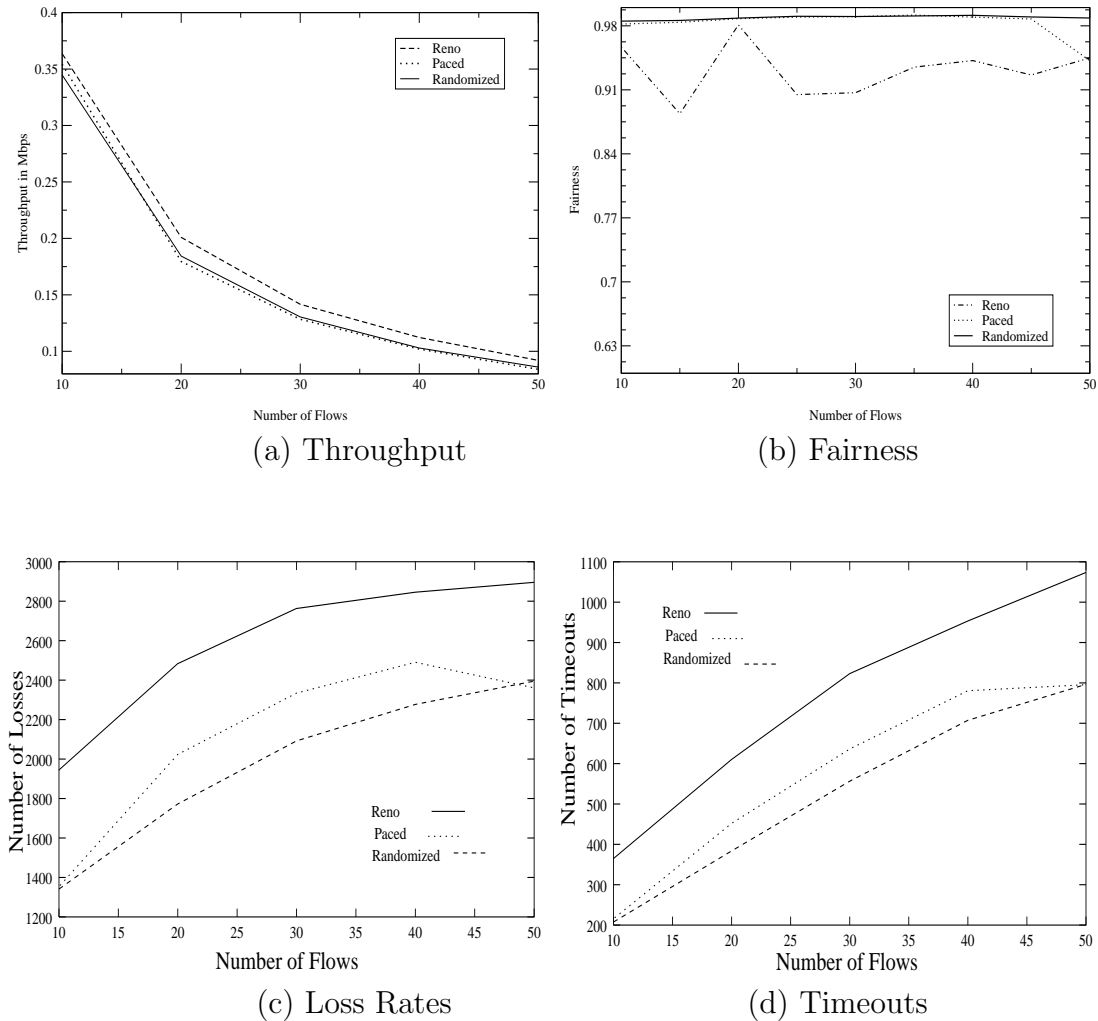 Throughput in Mbps
0.4
0.35
0.3
0.25
0.2
0.15
0.1
Reno
Paced
Randomized
10
20
30
40
50
Number of Flows
(a) Throughput
Fairness
0.98
0.91
0.84
0.77
0.7
0.63
Reno
Paced
Randomized
10
20
30
40
50
Number of Flows
(b) Fairness
Number of Losses
3000
2800
2600
2400
2200
2000
1800
1600
1400
1200
Reno
Paced
Randomized
10
15
20
25
30
35
40
45
50
Number of Flows
(c) Loss Rates
Number of Timeouts
1100
1000
900
800
700
600
500
400
300
200
Reno
Paced
Randomized
10
15
20
25
30
35
40
45
50
Number of Flows
(d) Timeouts